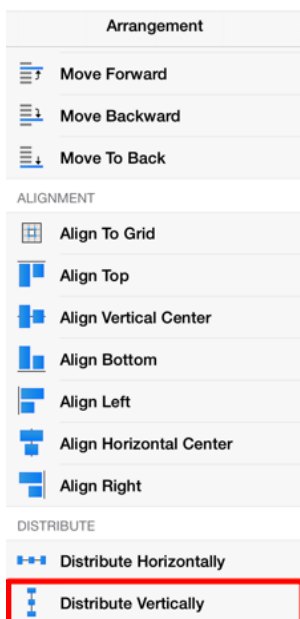 Arrangement
Move Forward
Move Backward
Move To Back
ALIGNMENT
Align To Grid
Align Top
Align Vertical Center
Align Bottom
Align Left
Align Horizontal Center
Align Right
DISTRIBUTE
Distribute Horizontally
Distribute Vertically